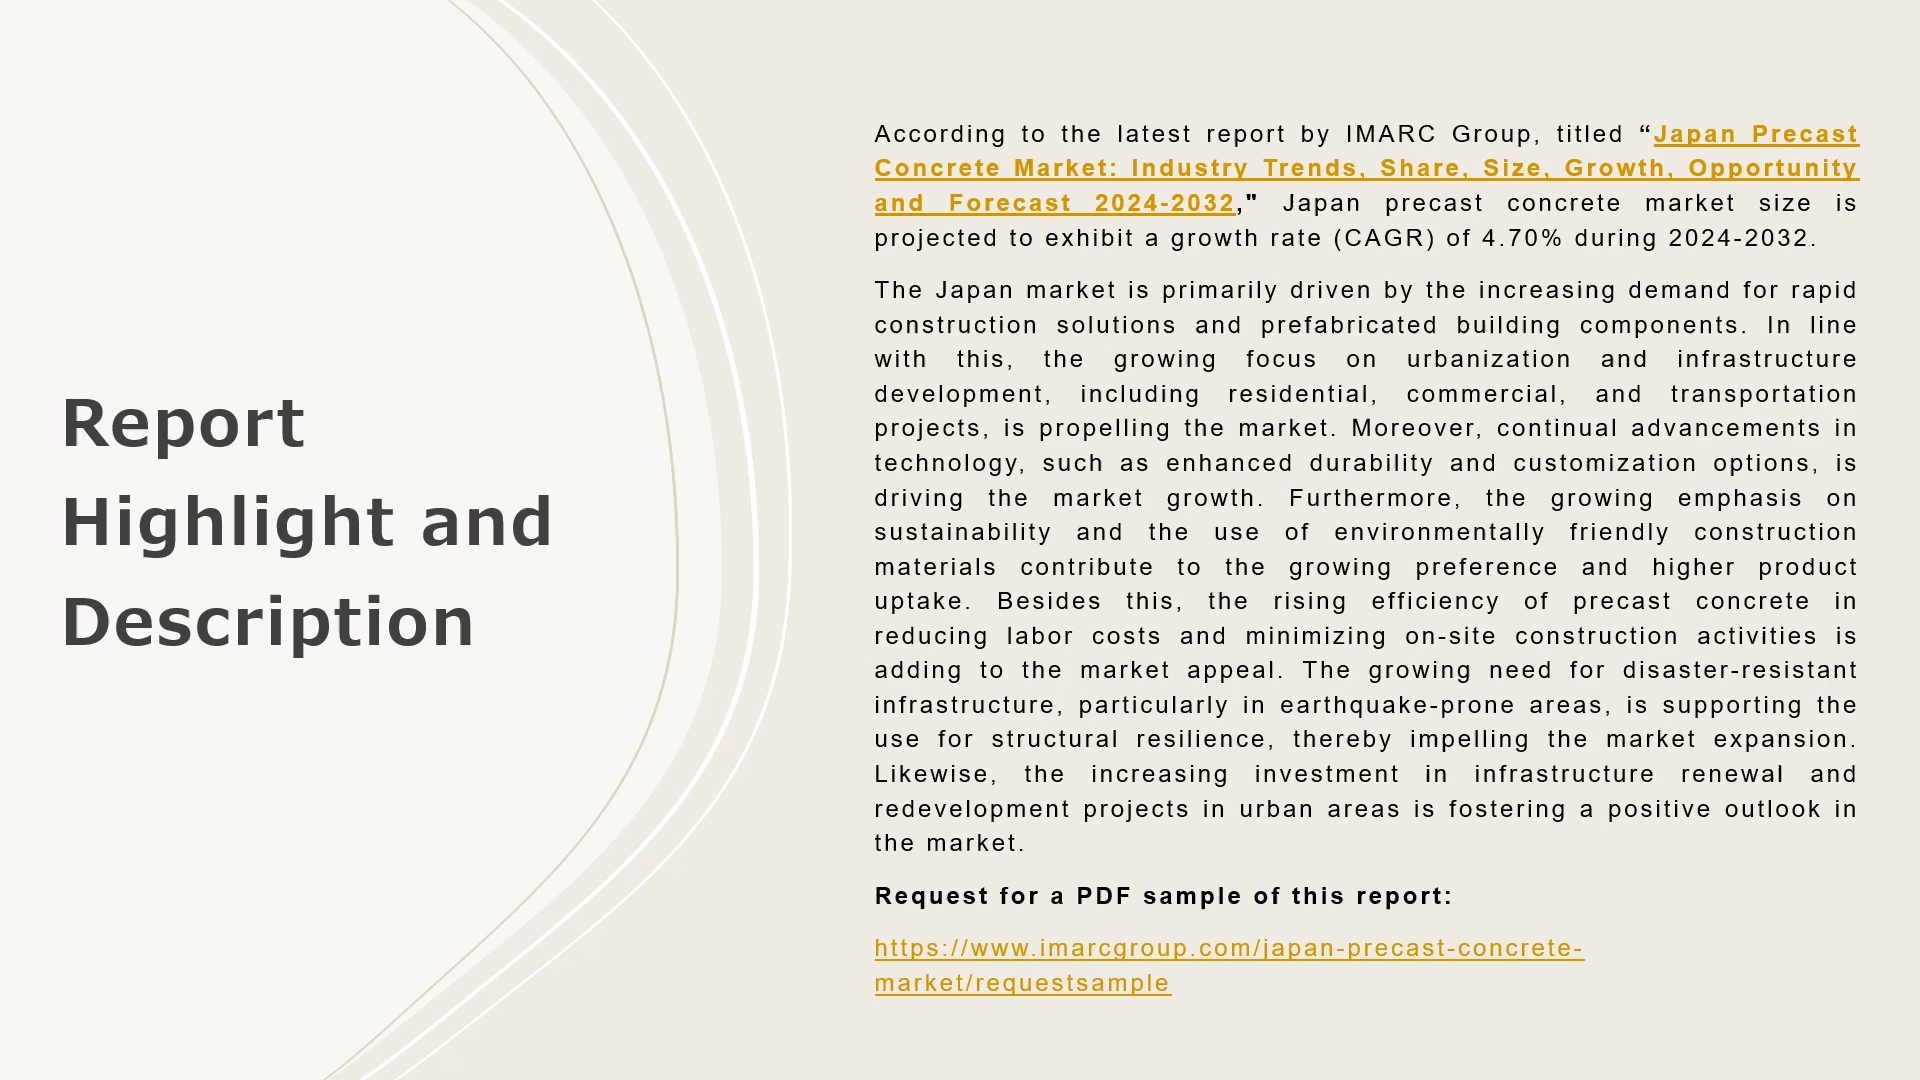 Report
Highlight and
Description
According to the latest report by IMARC Group, titled “Japan Precast
Concrete Market: Industry Trends, Share, Size, Growth, Opportunity
and Forecast 2024-2032," Japan precast concrete market size is
projected to exhibit a growth rate (CAGR) of 4.70% during 2024-2032.
The Japan market is primarily driven by the increasing demand for rapid
construction solutions and prefabricated building components. In line
with this, the growing focus on urbanization and infrastructure
development, including residential, commercial, and transportation
projects, is propelling the market. Moreover, continual advancements in
technology, such as enhanced durability and customization options, is
driving the market growth. Furthermore, the growing emphasis on
sustainability and the use of environmentally friendly construction
materials contribute to the growing preference and higher product
uptake. Besides this, the rising efficiency of precast concrete in
reducing labor costs and minimizing on-site construction activities is
adding to the market appeal. The growing need for disaster-resistant
infrastructure, particularly in earthquake-prone areas, is supporting the
use for structural resilience, thereby impelling the market expansion.
Likewise, the increasing investment in infrastructure renewal and
redevelopment projects in urban areas is fostering a positive outlook in
the market.
Request for a PDF sample of this report:
https://www.imarcgroup.com/japan-precast-concrete-
market/requestsample